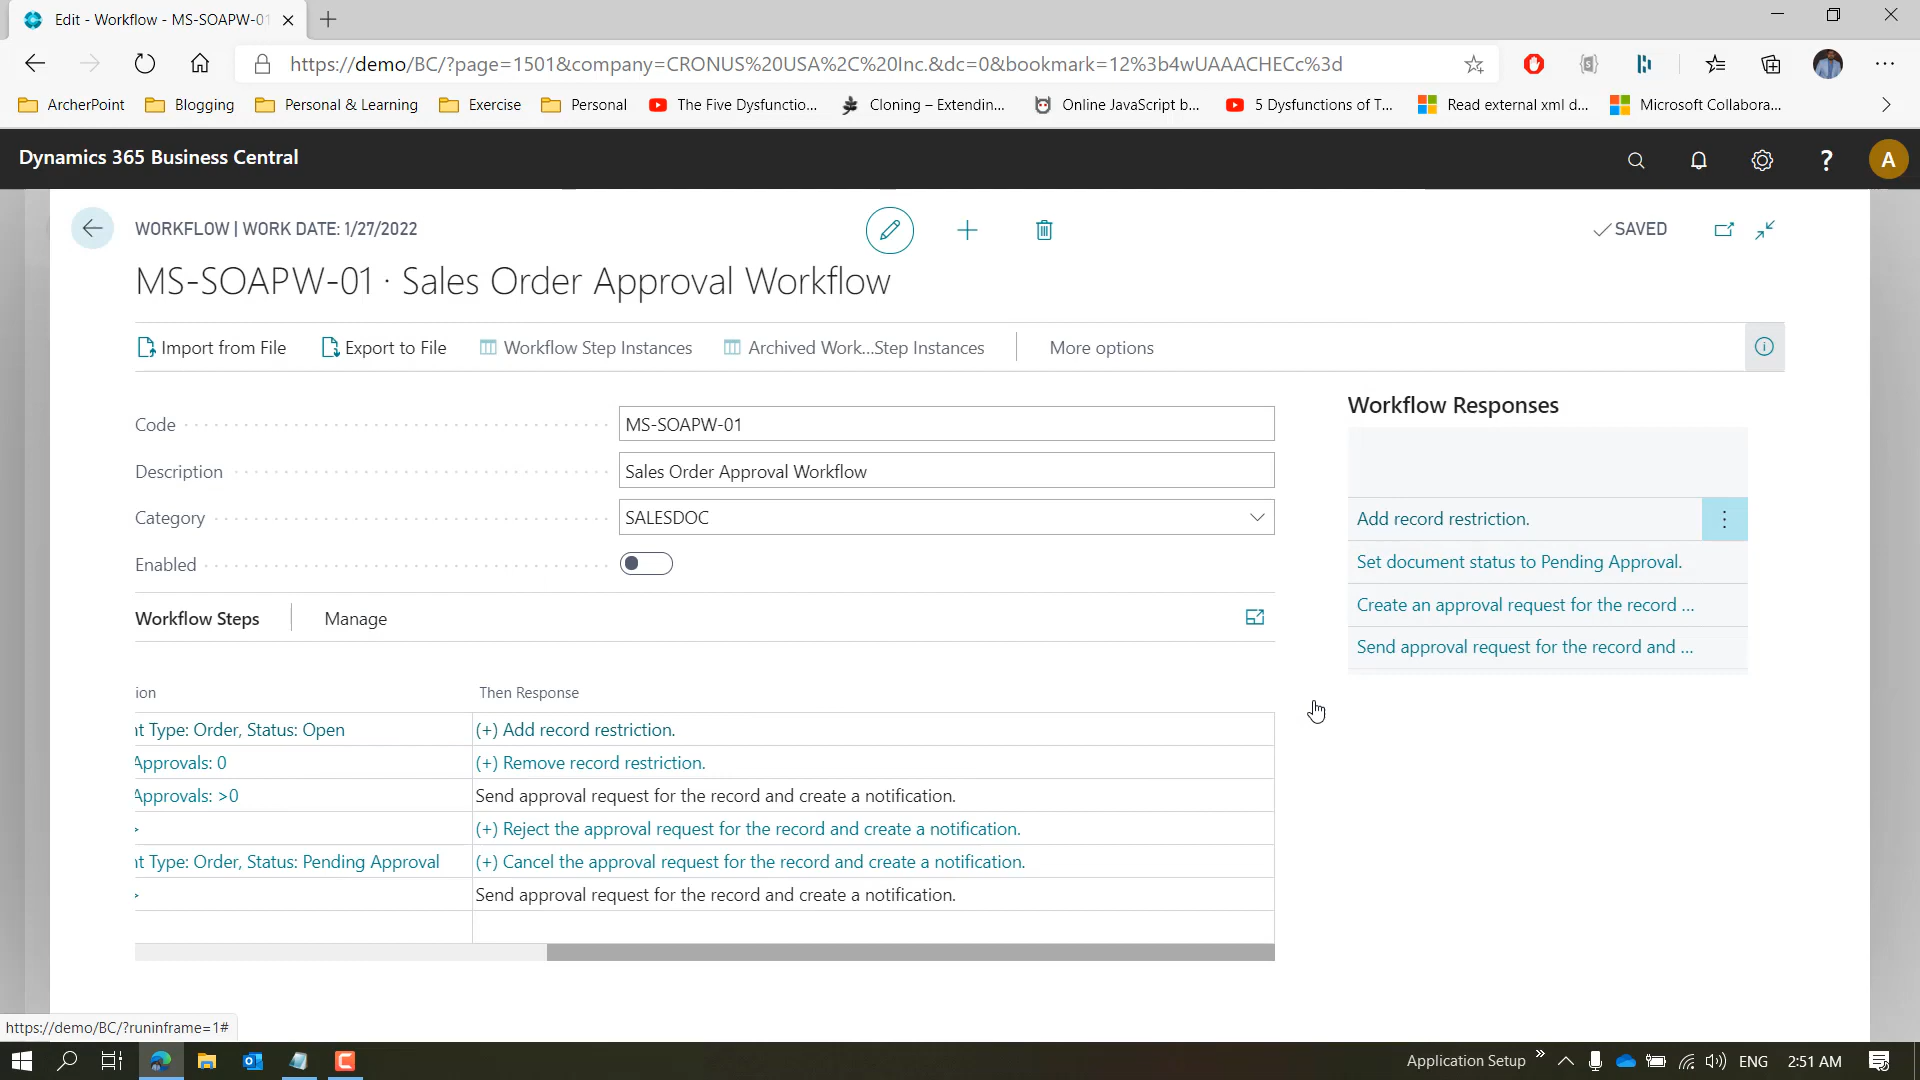 Edit - Workflow - MS-SOAPW-01
https://demo/BC/?page=1501&company=CRONUS%20USA%2C%20Inc.&dc=0&bookmark=12%3b4wUAAACHECc%3d
ArcherPoint
Blogging
Personal & Learning
Exercise
Personal
The Five Dysfunctio...
Cloning – Extendin...
Online JavaScript b...
5 Dysfunctions of T...
Read external xml d...
Microsoft Collabora...
Dynamics 365 Business Central
?
A
WORKFLOW | WORK DATE: 1/27/2022
SAVED
MS-SOAPW-01 · Sales Order Approval Workflow
Import from File
Export to File
Workflow Step Instances
Archived Work...Step Instances
More options
Workflow Responses
Code
MS-SOAPW-01
Description
Sales Order Approval Workflow
Category
SALESDOC
Enabled
Add record restriction.
Set document status to Pending Approval.
Create an approval request for the record ...
Send approval request for the record and ...
Workflow Steps
Manage
ion
Then Response
nt Type: Order, Status: Open
(+) Add record restriction.
Approvals: 0
(+) Remove record restriction.
Approvals: >0
Send approval request for the record and create a notification.
>
(+) Reject the approval request for the record and create a notification.
nt Type: Order, Status: Pending Approval
(+) Cancel the approval request for the record and create a notification.
>
Send approval request for the record and create a notification.
https://demo/BC/?runinframe=1#
Application Setup
ENG
2:51 AM